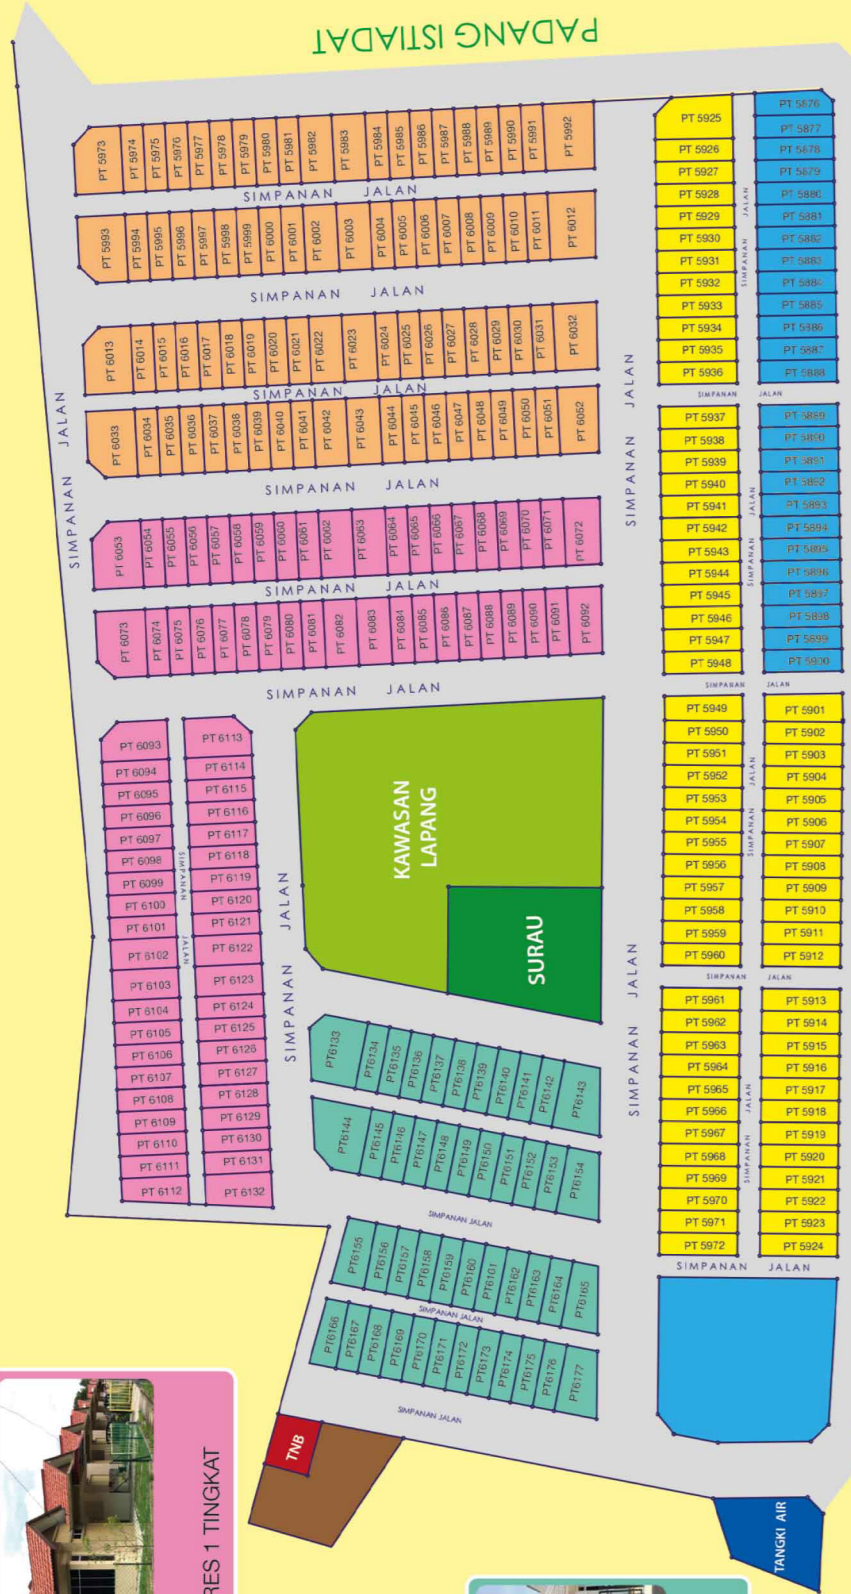 PADANG ISTIADAT
PT 5973
PT 5974
PT 5975
PT 5976
PT 5977
PT 5978
PT 5979
PT 5980
PT 5981
PT 5982
PT 5983
PT 5984
PT 5985
PT 5986
PT 5987
PT 5988
PT 5989
PT 5990
PT 5991
PT 5992
SIMPANAN JALAN
PT 5993
PT 5994
PT 5995
PT 5996
PT 5997
PT 5998
PT 5999
PT 6000
PT 6001
PT 6002
PT 6003
PT 6004
PT 6005
PT 6006
PT 6007
PT 6008
PT 6009
PT 6010
PT 6011
PT 6012
SIMPANAN JALAN
PT 6013
PT 6014
PT 6015
PT 6016
PT 6017
PT 6018
PT 6019
PT 6020
PT 6021
PT 6022
PT 6023
PT 6024
PT 6025
PT 6026
PT 6027
PT 6028
PT 6029
PT 6030
PT 6031
PT 6032
SIMPANAN JALAN
PT 6033
PT 6034
PT 6035
PT 6036
PT 6037
PT 6038
PT 6039
PT 6040
PT 6041
PT 6042
PT 6043
PT 6044
PT 6045
PT 6046
PT 6047
PT 6048
PT 6049
PT 6050
PT 6051
PT 6052
SIMPANAN JALAN
SIMPANAN JALAN
PT 6053
PT 6054
PT 6055
PT 6056
PT 6057
PT 6058
PT 6059
PT 6060
PT 6061
PT 6062
PT 6063
PT 6064
PT 6065
PT 6066
PT 6067
PT 6068
PT 6069
PT 6070
PT 6071
PT 6072
SIMPANAN JALAN
PT 6073
PT 6074
PT 6075
PT 6076
PT 6077
PT 6078
PT 6079
PT 6080
PT 6081
PT 6082
PT 6083
PT 6084
PT 6085
PT 6086
PT 6087
PT 6088
PT 6089
PT 6090
PT 6091
PT 6092
SIMPANAN JALAN
PT 6093
PT 6094
PT 6095
PT 6096
PT 6097
PT 6098
PT 6099
PT 6100
PT 6101
PT 6102
PT 6103
PT 6104
PT 6105
PT 6106
PT 6107
PT 6108
PT 6109
PT 6110
PT 6111
PT 6112
SIMPANAN JALAN
PT 6113
PT 6114
PT 6115
PT 6116
PT 6117
PT 6118
PT 6119
PT 6120
PT 6121
PT 6122
PT 6123
PT 6124
PT 6125
PT 6126
PT 6127
PT 6128
PT 6129
PT 6130
PT 6131
PT 6132
SIMPANAN JALAN
KAWASAN
LAPANG
SURAU
PT6133
PT6134
PT6135
PT6136
PT6137
PT6138
PT6139
PT6140
PT6141
PT6142
PT6143
PT6144
PT6145
PT6146
PT6147
PT6148
PT6149
PT6150
PT6151
PT6152
PT6153
PT6154
SIMPANAN JALAN
PT6155
PT6156
PT6157
PT6158
PT6159
PT6160
PT6161
PT6162
PT6163
PT6164
PT6165
SIMPANAN JALAN
PT6166
PT6167
PT6168
PT6169
PT6170
PT6171
PT6172
PT6173
PT6174
PT6175
PT6176
PT6177
SIMPANAN JALAN
TNB
SIMPANAN JALAN
SIMPANAN JALAN
PT 5925
PT 5926
PT 5927
PT 5928
PT 5929
PT 5930
PT 5931
PT 5932
PT 5933
PT 5934
PT 5935
PT 5936
SIMPANAN JALAN
PT 5876
PT 5877
PT 5878
PT 5879
PT 5880
PT 5881
PT 5882
PT 5883
PT 5884
PT 5885
PT 5886
PT 5887
PT 5888
SIMPANAN JALAN
PT 5937
PT 5938
PT 5939
PT 5940
PT 5941
PT 5942
PT 5943
PT 5944
PT 5945
PT 5946
PT 5947
PT 5948
SIMPANAN JALAN
PT 5889
PT 5890
PT 5891
PT 5892
PT 5893
PT 5894
PT 5895
PT 5896
PT 5897
PT 5898
PT 5899
PT 5900
SIMPANAN JALAN
PT 5949
PT 5950
PT 5951
PT 5952
PT 5953
PT 5954
PT 5955
PT 5956
PT 5957
PT 5958
PT 5959
PT 5960
SIMPANAN JALAN
PT 5901
PT 5902
PT 5903
PT 5904
PT 5905
PT 5906
PT 5907
PT 5908
PT 5909
PT 5910
PT 5911
PT 5912
SIMPANAN JALAN
PT 5961
PT 5962
PT 5963
PT 5964
PT 5965
PT 5966
PT 5967
PT 5968
PT 5969
PT 5970
PT 5971
PT 5972
SIMPANAN JALAN
PT 5913
PT 5914
PT 5915
PT 5916
PT 5917
PT 5918
PT 5919
PT 5920
PT 5921
PT 5922
PT 5923
PT 5924
SIMPANAN JALAN
TANGKI AIR
RES 1 TINGKAT